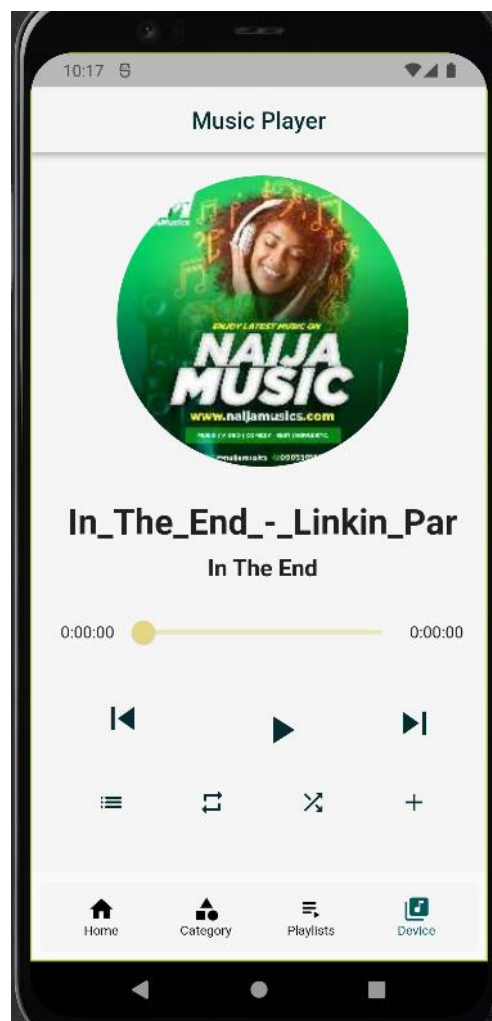 10:17
Music Player
ENJOY LATEST MUSIC ON
NAIJA
MUSIC
www.naijamusics.com
In_The_End_-_Linkin_Par
In The End
0:00:00 0:00:00
Home Category Playlists Device